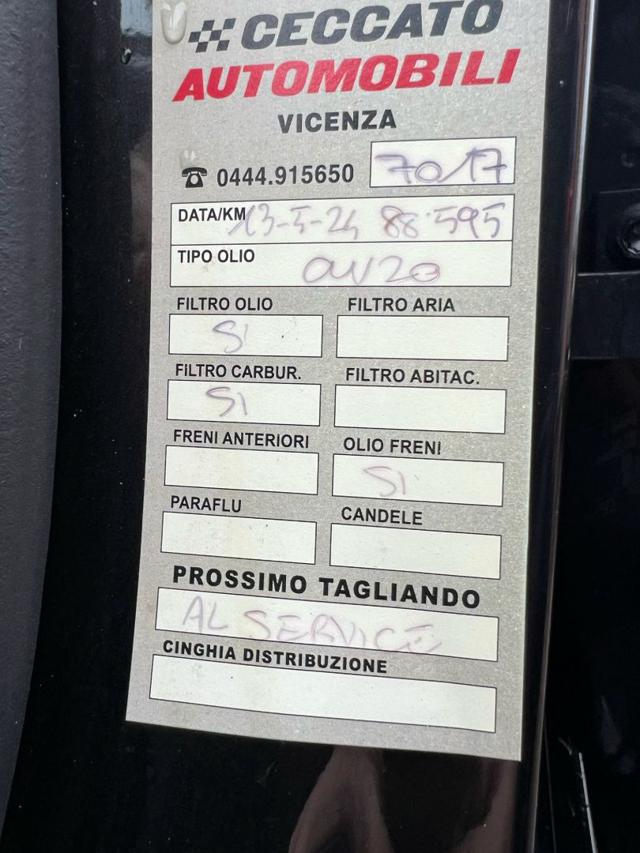 CECCATO
AUTOMOBILI
VICENZA
☎ 0444.915650 7017
DATA/KM 13-5-24 88.595
TIPO OLIO 0W20
FILTRO OLIO FILTRO ARIA
SI
FILTRO CARBUR. FILTRO ABITAC.
SI
FRENI ANTERIORI OLIO FRENI
SI
PARAFLU CANDELE
PROSSIMO TAGLIANDO
AL SERVICE
CINGHIA DISTRIBUZIONE